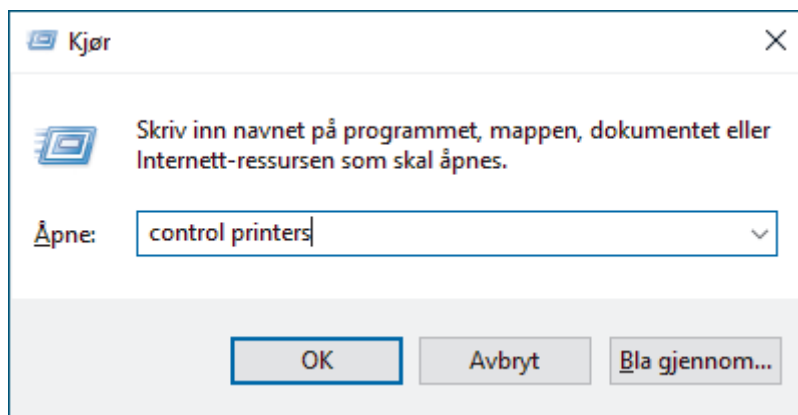 Kjør
Skriv inn navnet på programmet, mappen, dokumentet eller
Internett-ressursen som skal åpnes.
Åpne: control printers
OK Avbryt Bla gjennom...